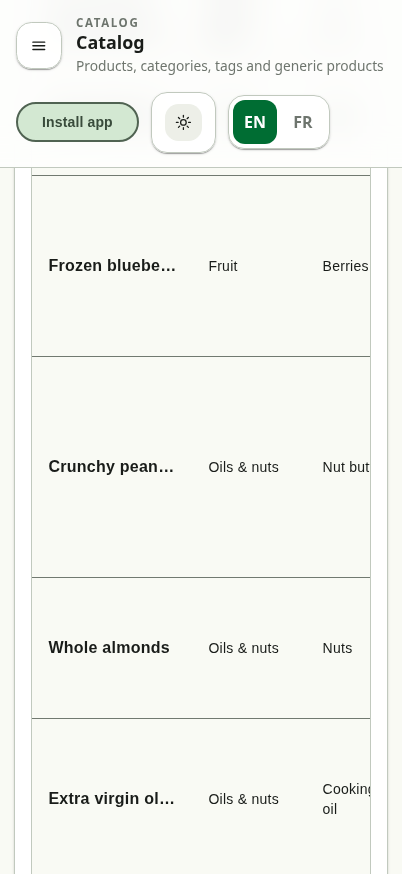 CATALOG
Catalog
Products, categories, tags and generic products
Install app
EN FR
Frozen bluebe… Fruit Berries
Crunchy pean… Oils & nuts Nut but
Whole almonds Oils & nuts Nuts
Extra virgin ol… Oils & nuts Cooking
oil